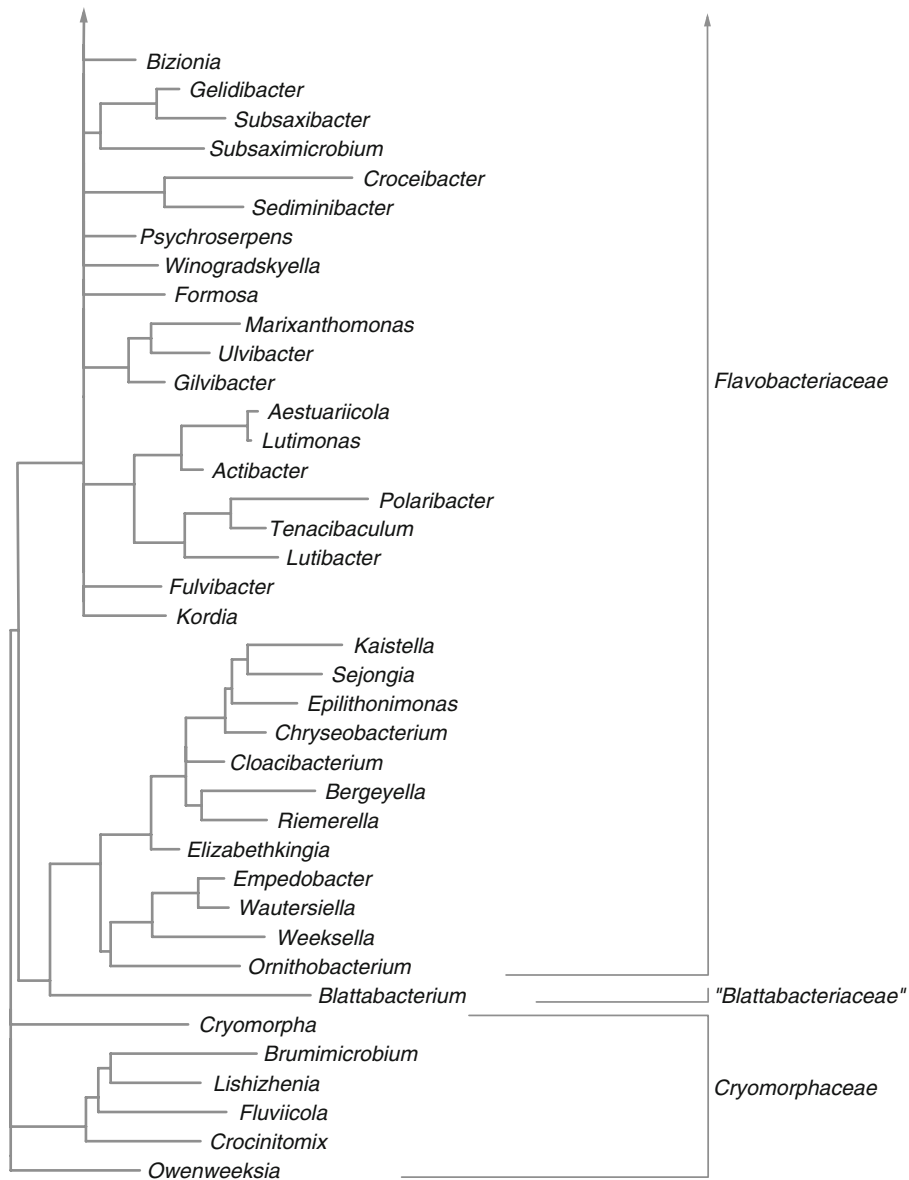 Bizionia
Gelidibacter
Subsaxibacter
Subsaximicrobium
Croceibacter
Sediminibacter
Psychroserpens
Winogradskyella
Formosa
Marixanthomonas
Ulvibacter
Gilvibacter
Flavobacteriaceae
Aestuariicola
Lutimonas
Actibacter
Polaribacter
Tenacibaculum
Lutibacter
Fulvibacter
Kordia
Kaistella
Sejongia
Epilithonimonas
Chryseobacterium
Cloacibacterium
Bergeyella
Riemerella
Elizabethkingia
Empedobacter
Wautersiella
Weeksella
Ornithobacterium
Blattabacterium
"Blattabacteriaceae"
Cryomorpha
Brumimicrobium
Lishizhenia
Cryomorphaceae
Fluviicola
Crocinitomix
Owenweeksia